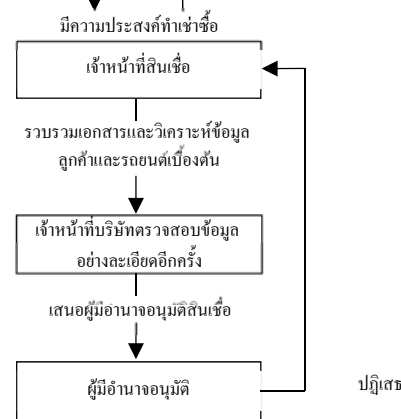 มีความประสงค์ทำเช่าซื้อ
เจ้าหน้าที่สินเชื่อ
รวบรวมเอกสารและวิเคราะห์ข้อมูล
ลูกค้าและรถยนต์เบื้องต้น
เจ้าหน้าที่บริษัทตรวจสอบข้อมูล
อย่างละเอียดอีกครั้ง
เสนอผู้มีอำนาจอนุมัติสินเชื่อ
ผู้มีอำนาจอนุมัติ
ปฏิเสธ